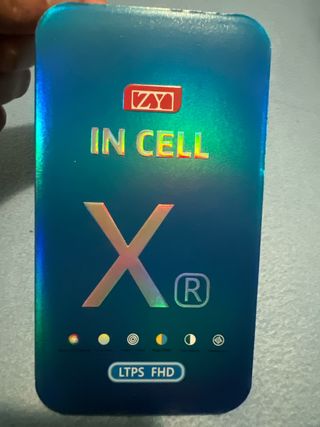 ZY
IN CELL
X R
LTPS FHD